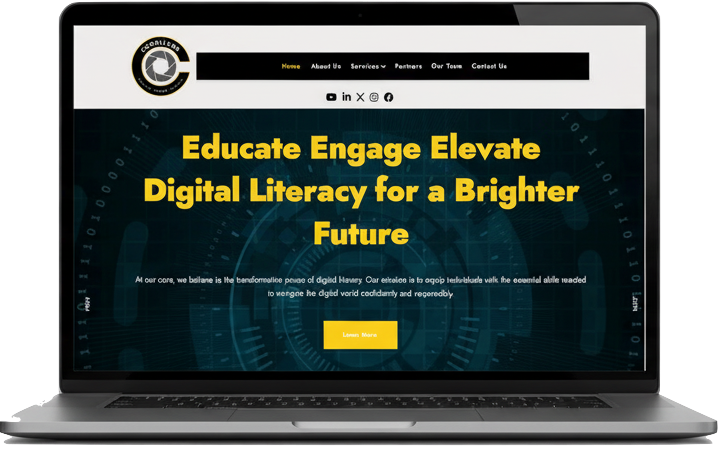 Home About Us Services Partners Our Team Contact Us
Educate Engage Elevate
Digital Literacy for a Brighter
Future
At our core, we believe in the transformative power of digital literacy. Our mission is to equip individuals with the essential skills needed
to navigate the digital world confidently and
Learn More